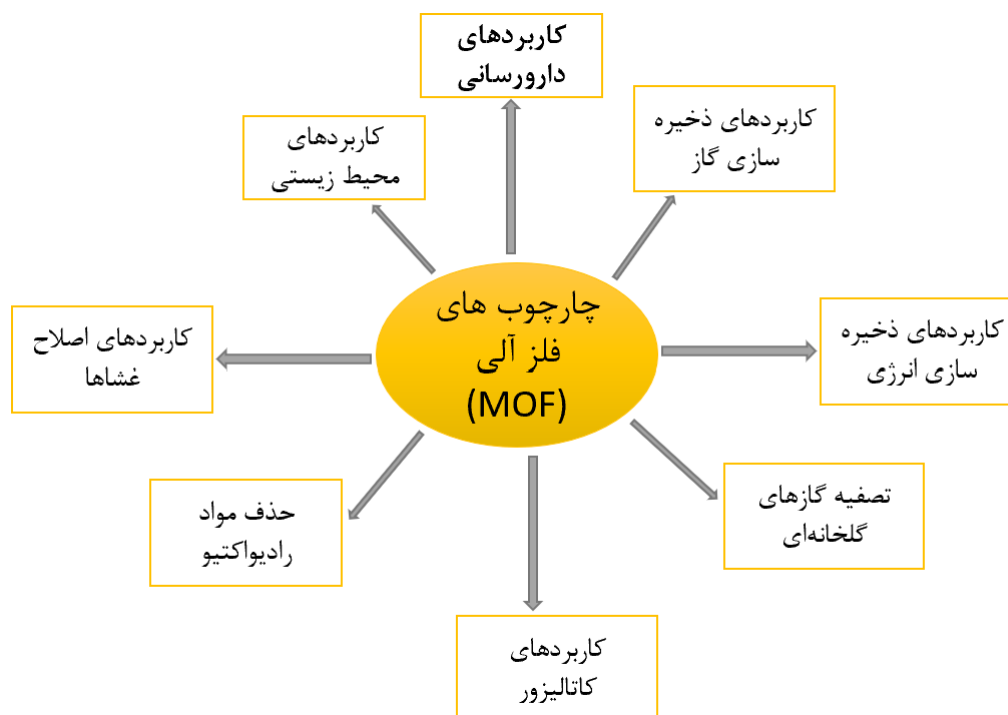 کاربردهای
دارورسانی
کاربردهای ذخیره
سازی گاز
کاربردهای
محیط زیستی
چارچوب های
فلز آلی
(MOF)
کاربردهای ذخیره
سازی انرژی
کاربردهای اصلاح
غشاها
تصفیه گازهای
گلخانه‌ای
حذف مواد
رادیواکتیو
کاربردهای
کاتالیزور